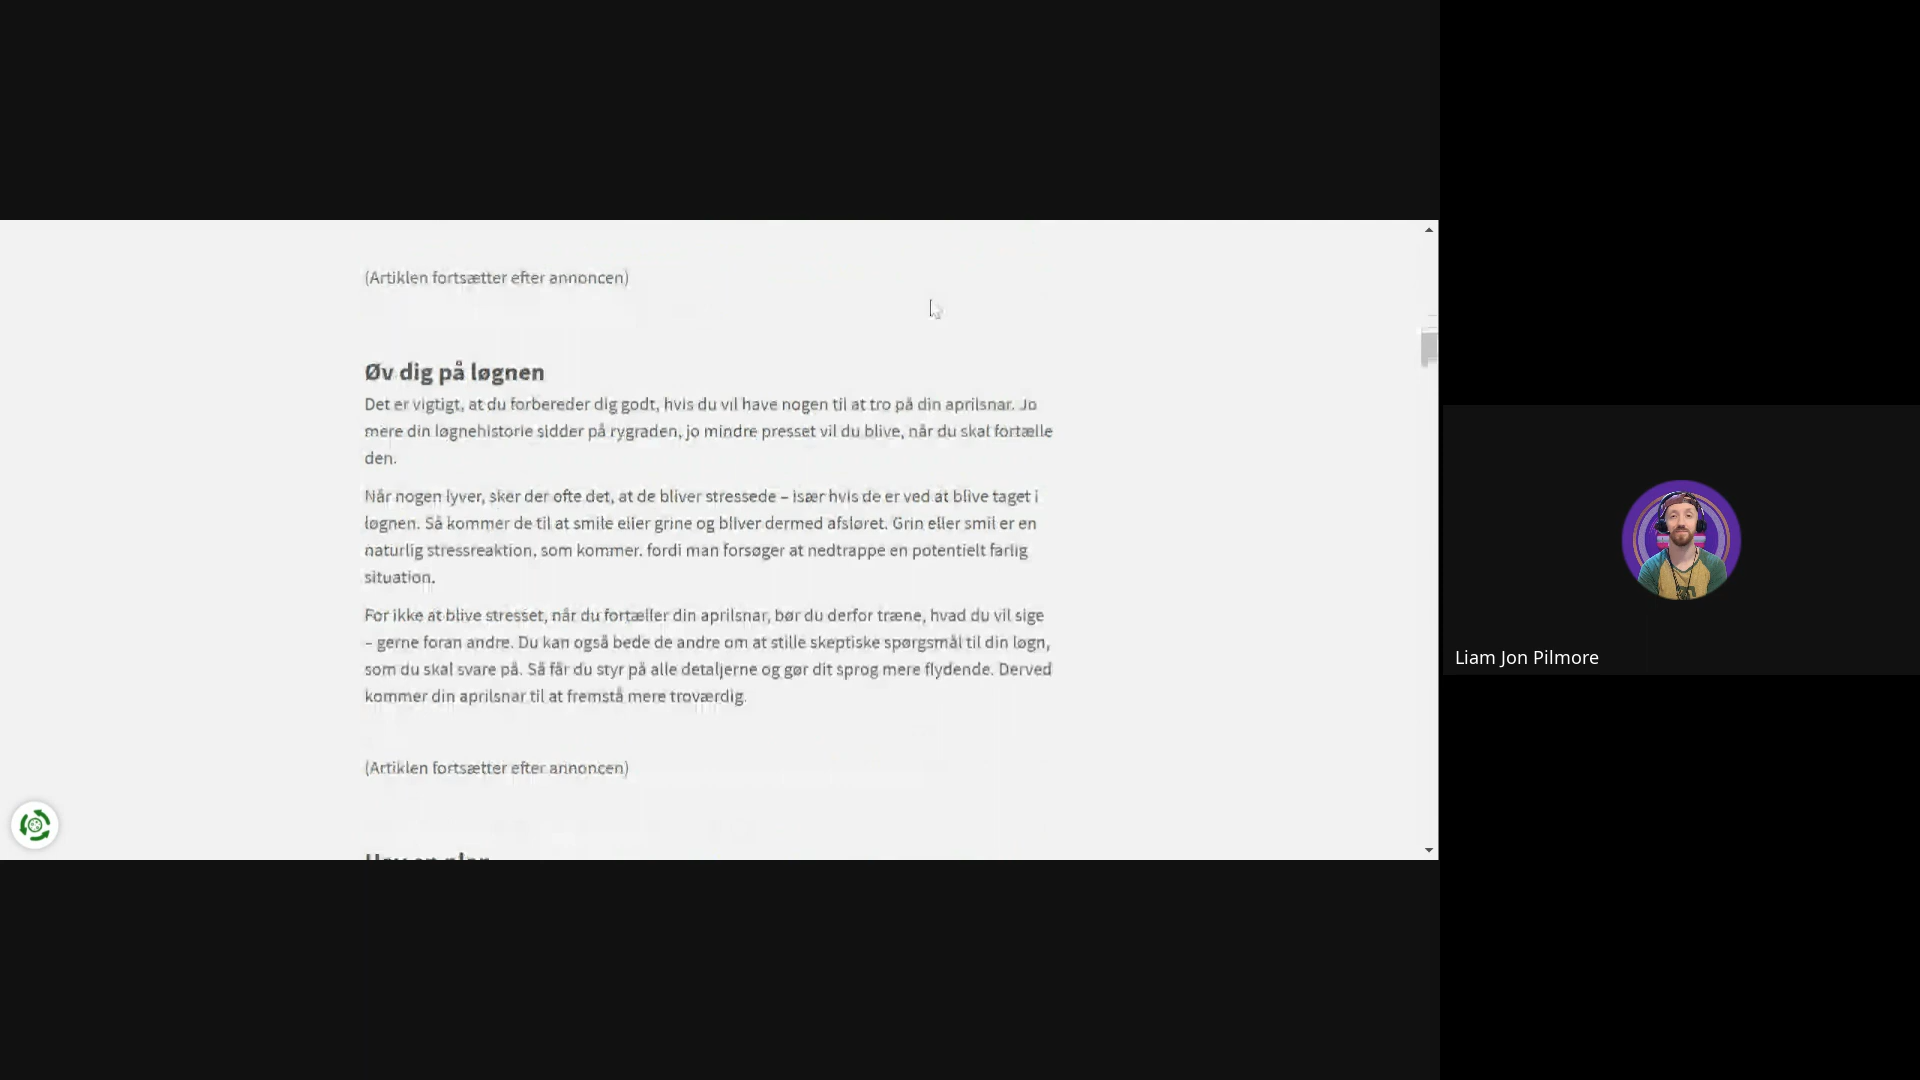 (Artiklen fortsætter efter annoncen)
Øv dig på løgnen
Det er vigtigt, at du forbereder dig godt, hvis du vil have nogen til at tro på din aprilsnar. Jo
mere din løgnehistorie sidder på rygraden, jo mindre presset vil du blive, når du skal fortælle
den.
Når nogen lyver, sker der ofte det, at de bliver stressede – især hvis de er ved at blive taget i
løgnen. Så kommer de til at smile eller grine og bliver dermed afsløret. Grin eller smil er en
naturlig stressreaktion, som kommer. fordi man forsøger at nedtrappe en potentielt farlig
situation.
For ikke at blive stresset, når du fortæller din aprilsnar, bør du derfor træne, hvad du vil sige
– gerne foran andre. Du kan også bede de andre om at stille skeptiske spørgsmål til din løgn,
som du skal svare på. Så får du styr på alle detaljerne og gør dit sprog mere flydende. Derved
kommer din aprilsnar til at fremstå mere troværdig.
(Artiklen fortsætter efter annoncen)
Hav en plan
Liam Jon Pilmore